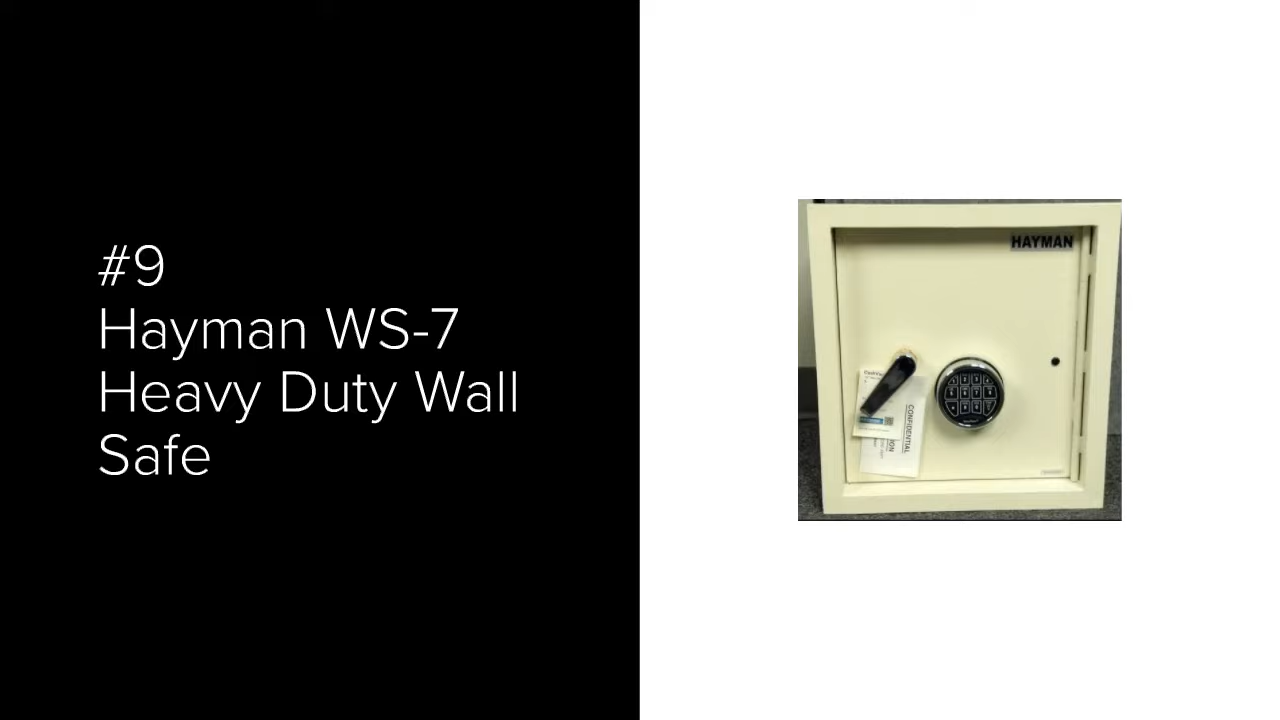 #9
Hayman WS-7
Heavy Duty Wall
Safe
HAYMAN
CONFIDENTIAL